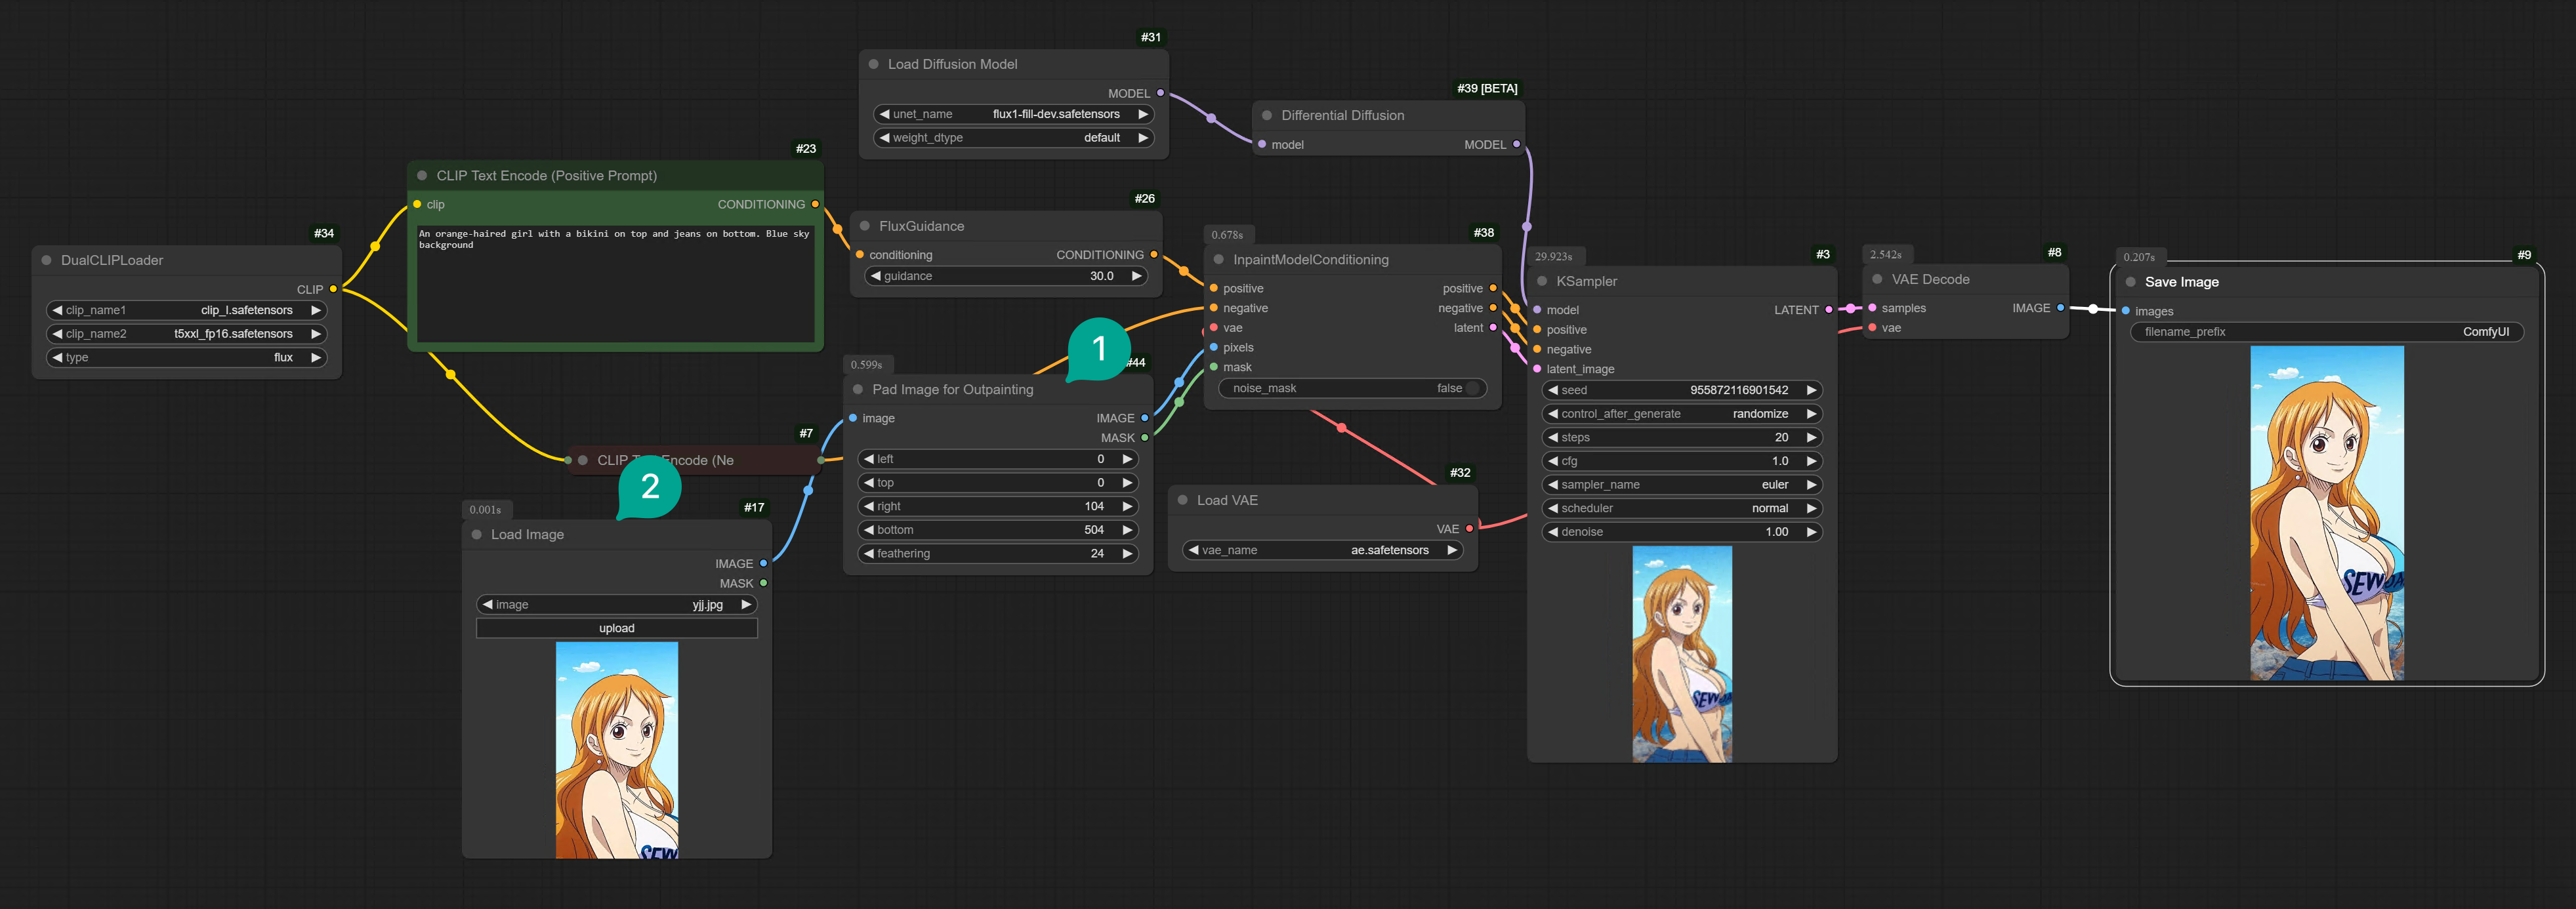 #31
Load Diffusion Model
MODEL
unet_name flux1-fill-dev.safetensors
weight_dtype default
#39 [BETA]
Differential Diffusion
model MODEL
#23
CLIP Text Encode (Positive Prompt)
clip CONDITIONING
An orange-haired girl with a bikini on top and jeans on bottom. Blue sky
background
#34
DualCLIPLoader
CLIP
clip_name1 clip_l.safetensors
clip_name2 t5xxl_fp16.safetensors
type flux
#26
FluxGuidance
conditioning CONDITIONING
guidance 30.0
0.678s #38
InpaintModelConditioning
positive positive
negative negative
vae latent
pixels
mask
noise_mask false
1
0.599s #44
Pad Image for Outpainting
image IMAGE
MASK
left 0
top 0
right 104
bottom 504
feathering 24
#7
CLIP Encode (Ne
2
0.001s #17
Load Image
IMAGE
MASK
image yjj.jpg
upload
SEW
#32
Load VAE
VAE
vae_name ae.safetensors
29.923s #3
KSampler
model LATENT
positive
negative
latent_image
seed 955872116901542
control_after_generate randomize
steps 20
cfg 1.0
sampler_name euler
scheduler normal
denoise 1.00
2.542s #8
VAE Decode
samples IMAGE
vae
0.207s #9
Save Image
images
filename_prefix ComfyUI